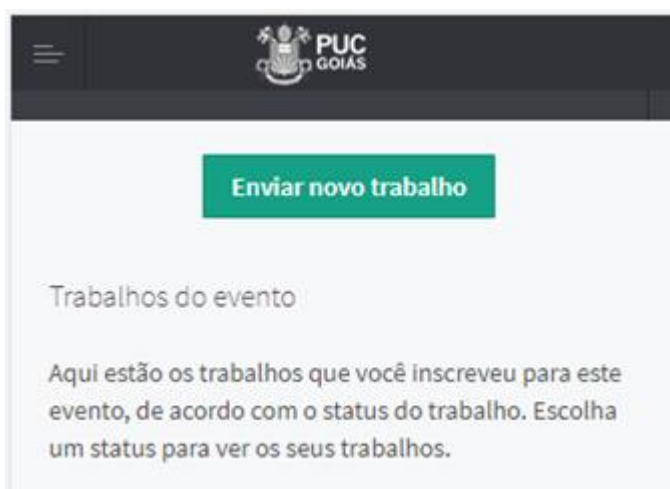 PUC
GOIÁS
Enviar novo trabalho
Trabalhos do evento
Aqui estão os trabalhos que você inscreveu para este
evento, de acordo com o status do trabalho. Escolha
um status para ver os seus trabalhos.